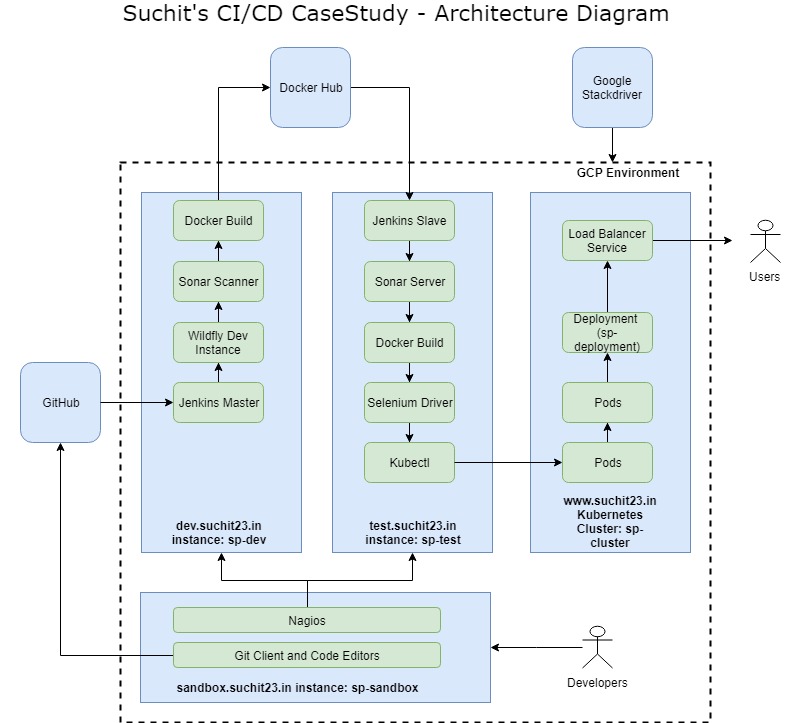 Suchit's CI/CD CaseStudy - Architecture Diagram
Docker Hub
Google
Stackdriver
GCP Environment
Docker Build
Sonar Scanner
Wildfly Dev
Instance
Jenkins Master
dev.suchit23.in
instance: sp-dev
Jenkins Slave
Sonar Server
Docker Build
Selenium Driver
Kubectl
test.suchit23.in
instance: sp-test
Load Balancer
Service
Deployment
(sp-
deployment)
Pods
Pods
www.suchit23.in
Kubernetes
Cluster: sp-
cluster
Users
GitHub
Nagios
Git Client and Code Editors
sandbox.suchit23.in instance: sp-sandbox
Developers